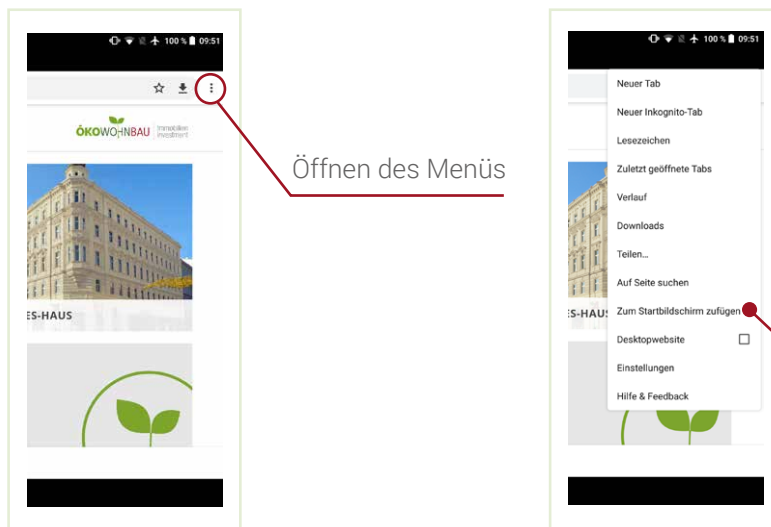 100 % 09:51
ÖKOWOHNBAU Immobilien
investment
Öffnen des Menüs
ES-HAUS
100 % 09:51
Neuer Tab
Neuer Inkognito-Tab
Lesezeichen
Zuletzt geöffnete Tabs
Verlauf
Downloads
Teilen...
Auf Seite suchen
Zum Startbildschirm zufügen
ES-HAUS
Desktopwebsite
Einstellungen
Hilfe & Feedback